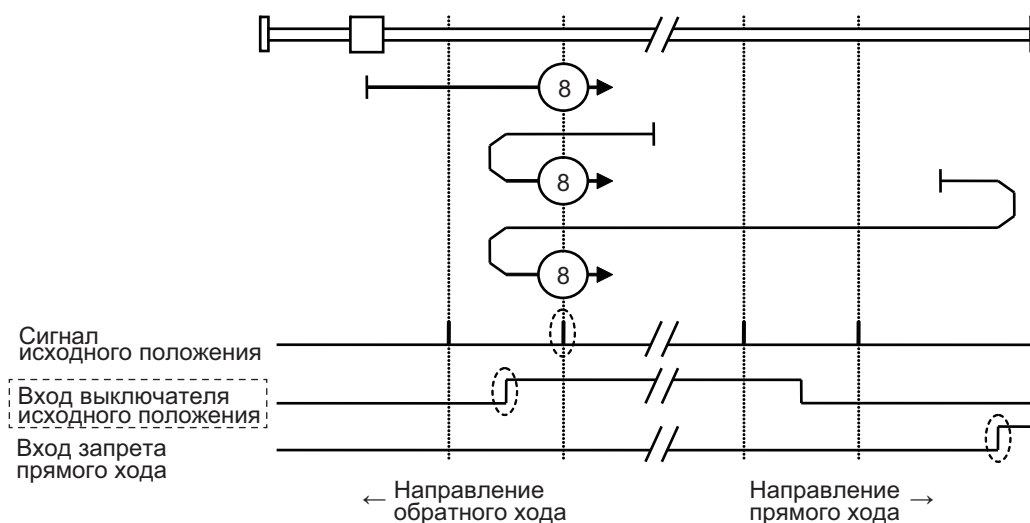 8
8
8
Сигнал
исходного положения
Вход выключателя
исходного положения
Вход запрета
прямого хода
← Направление
обратного хода
Направление →
прямого хода